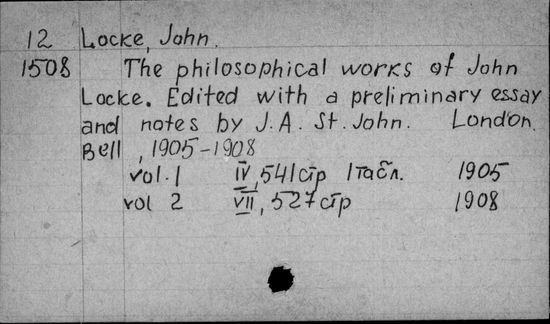 12 Locke, John.
1508 The philosophical works of John
Locke. Edited with a preliminary essay
and notes by J. A. St. John. London.
Bell, 1905-1908
vol. 1 IV, 541 стр 1 табл. 1905
vol 2 VII, 527 стр 1908